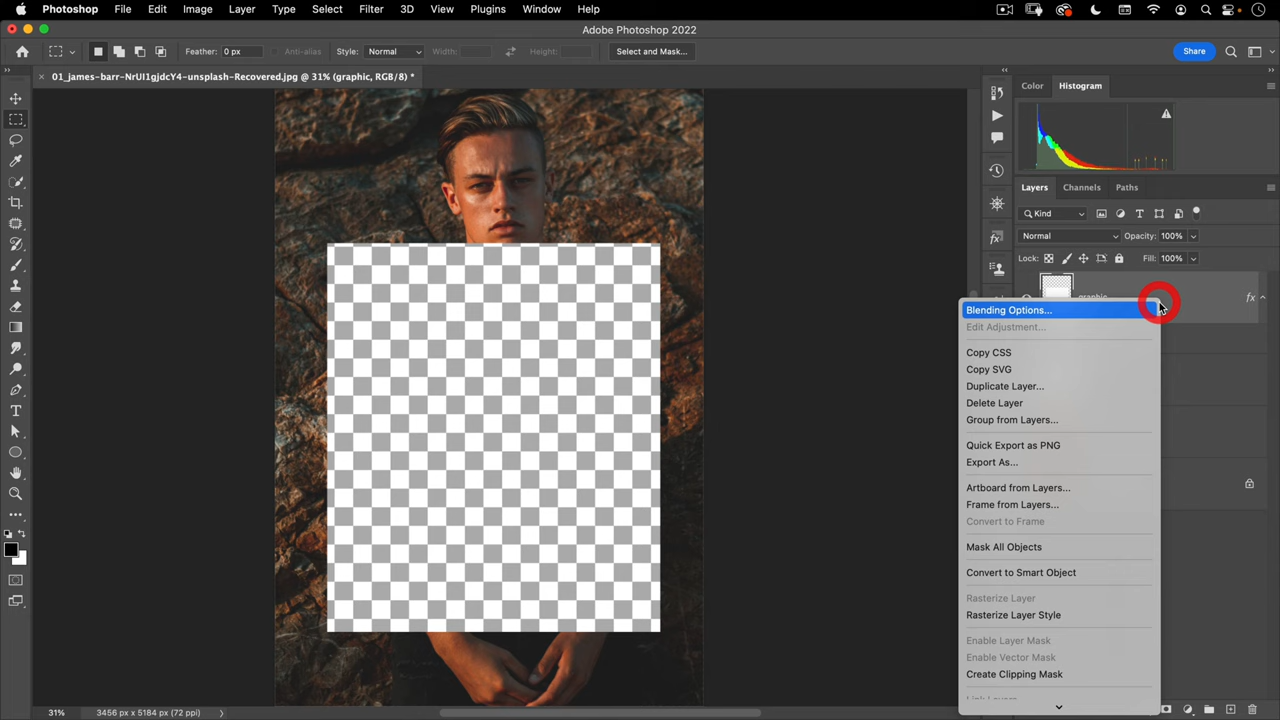 Photoshop File Edit Image Layer Type Select Filter 3D View Plugins Window Help
Adobe Photoshop 2022
Feather: 0 px Anti-alias Style: Normal Width: Height: Select and Mask... Share
01_james-barr-NrUI1gjdcY4-unsplash-Recovered.jpg @ 31% (graphic, RGB/8) *
Color Histogram
Layers Channels Paths
Kind
Normal Opacity: 100%
Lock: Fill: 100%
graphic fx
Blending Options...
Edit Adjustment...
Copy CSS
Copy SVG
Duplicate Layer...
Delete Layer
Group from Layers...
Quick Export as PNG
Export As...
Artboard from Layers...
Frame from Layers...
Convert to Frame
Mask All Objects
Convert to Smart Object
Rasterize Layer
Rasterize Layer Style
Enable Layer Mask
Enable Vector Mask
Create Clipping Mask
Link Layers
31% 3456 px x 5184 px (72 ppi)